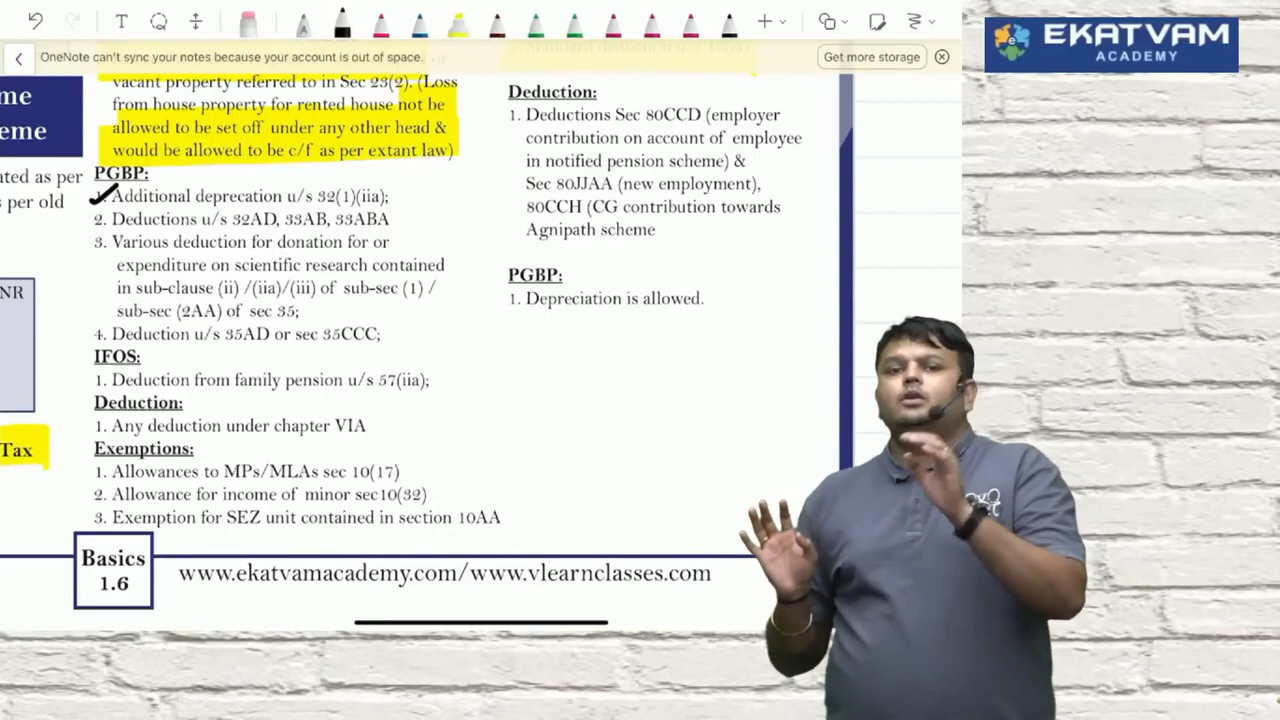 EKATVAM
ACADEMY
OneNote can't sync your notes because your account is out of space.
Get more storage
me
eme
ated as per
s per old
NR
Tax
vacant property referred to in Sec 23(2). (Loss
from house property for rented house not be
allowed to be set off under any other head &
would be allowed to be c/f as per extant law)
PGBP:
1. Additional deprecation u/s 32(1)(iia);
2. Deductions u/s 32AD, 33AB, 33ABA
3. Various deduction for donation for or
expenditure on scientific research contained
in sub-clause (ii) /(iia)/(iii) of sub-sec (1) /
sub-sec (2AA) of sec 35;
4. Deduction u/s 35AD or sec 35CCC;
IFOS:
1. Deduction from family pension u/s 57(iia);
Deduction:
1. Any deduction under chapter VIA
Exemptions:
1. Allowances to MPs/MLAs sec 10(17)
2. Allowance for income of minor sec10(32)
3. Exemption for SEZ unit contained in section 10AA
Deduction:
1. Deductions Sec 80CCD (employer
contribution on account of employee
in notified pension scheme) &
Sec 80JJAA (new employment),
80CCH (CG contribution towards
Agnipath scheme
PGBP:
1. Depreciation is allowed.
Basics
1.6
www.ekatvamacademy.com/www.vlearnclasses.com